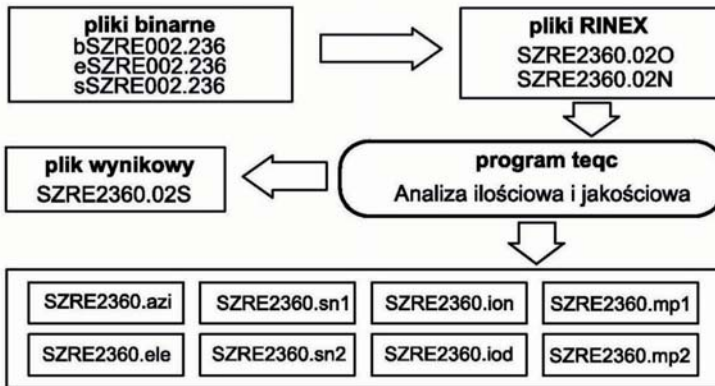 pliki binarne
bSZRE002.236
eSZRE002.236
sSZRE002.236
pliki RINEX
SZRE2360.02O
SZRE2360.02N
plik wynikowy
SZRE2360.02S
program teqc
Analiza ilościowa i jakościowa
SZRE2360.azi
SZRE2360.sn1
SZRE2360.ion
SZRE2360.mp1
SZRE2360.ele
SZRE2360.sn2
SZRE2360.iod
SZRE2360.mp2